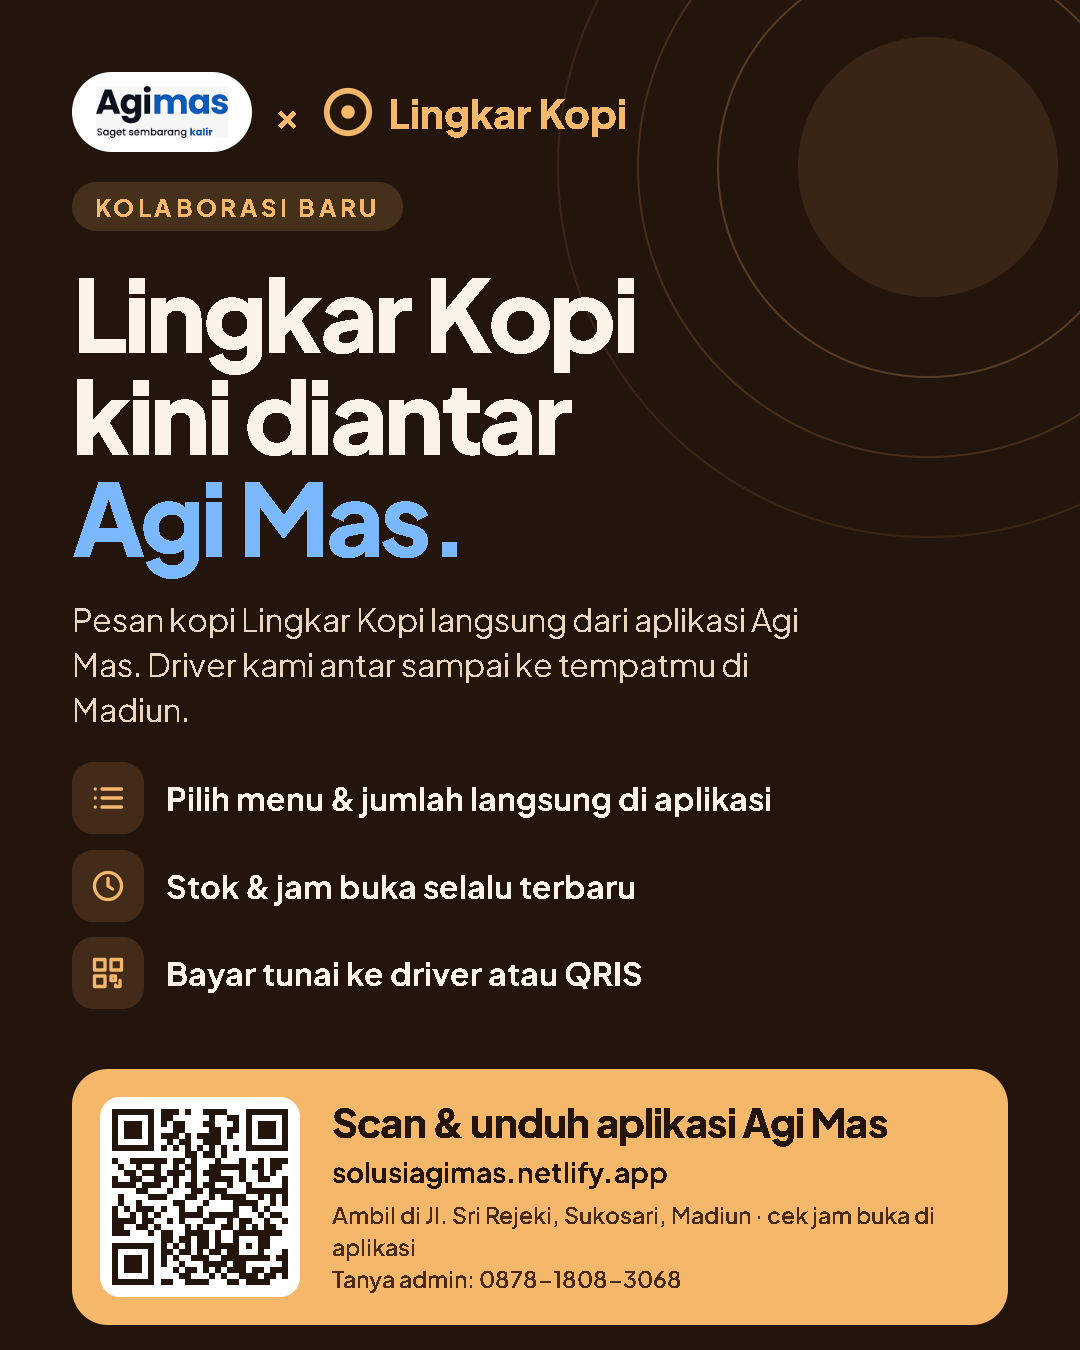 Agimas
Saget sembarang kalir
× Lingkar Kopi
KOLABORASI BARU
Lingkar Kopi
kini diantar
Agi Mas.
Pesan kopi Lingkar Kopi langsung dari aplikasi Agi
Mas. Driver kami antar sampai ke tempatmu di
Madiun.
Pilih menu & jumlah langsung di aplikasi
Stok & jam buka selalu terbaru
Bayar tunai ke driver atau QRIS
Scan & unduh aplikasi Agi Mas
solusiagimas.netlify.app
Ambil di Jl. Sri Rejeki, Sukosari, Madiun · cek jam buka di
aplikasi
Tanya admin: 0878–1808–3068